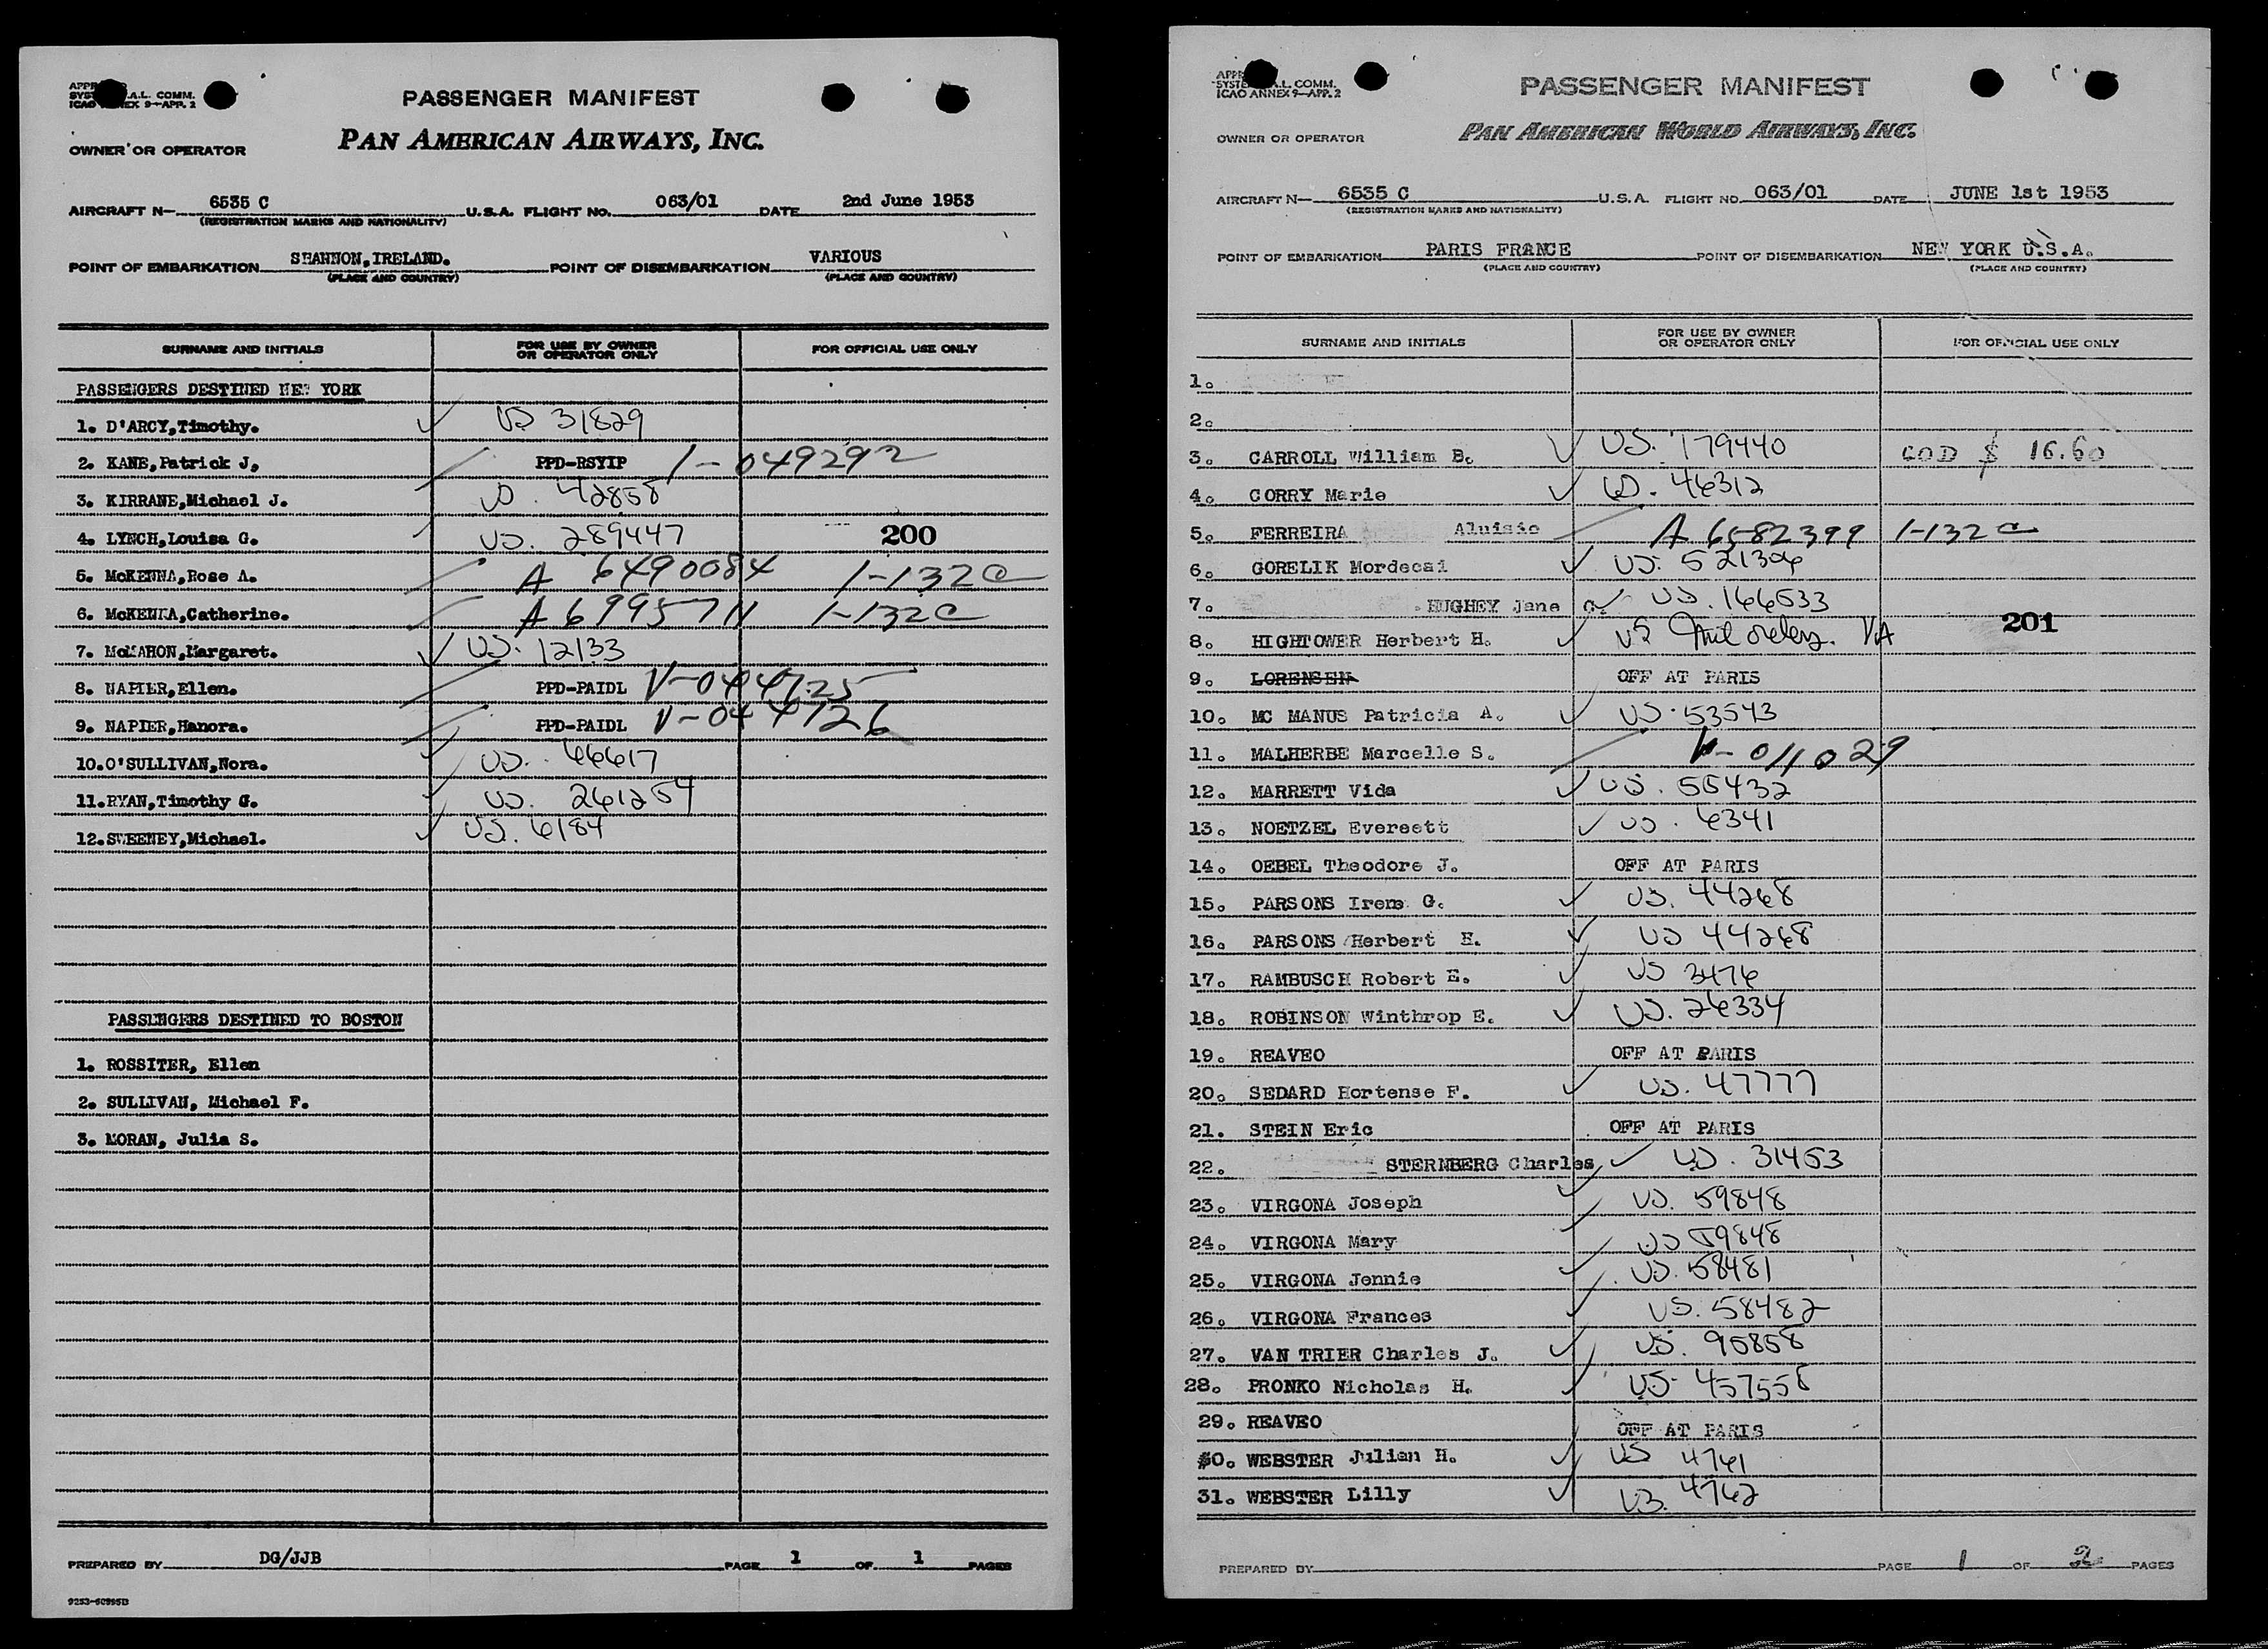 PASSENGER MANIFEST
PAN AMERICAN AIRWAYS, INC.
OWNER OR OPERATOR
AIRCRAFT N— 6535 C U.S.A. FLIGHT NO. 063/01 DATE 2nd June 1953
(REGISTRATION MARKS AND NATIONALITY)
POINT OF EMBARKATION SHANNON, IRELAND. POINT OF DISEMBARKATION VARIOUS
(PLACE AND COUNTRY) (PLACE AND COUNTRY)
SURNAME AND INITIALS FOR USE BY OWNER OR OPERATOR ONLY FOR OFFICIAL USE ONLY
PASSENGERS DESTINED NEW YORK
1. D'ARCY,Timothy. US 31829
2. KANE,Patrick J, PPD-RSYIP 1-049292
3. KIRRANE,Michael J. US. 42858
4. LYNCH,Louisa G. US. 289447 200
5. McKENNA,Rose A. A 6490084 1-132C
6. McKENNA,Catherine. A 6995711 1-132C
7. McMAHON,Margaret. US. 12133
8. NAPIER,Ellen. PPD-PAIDL V-044725
9. NAPIER,Hanora. PPD-PAIDL V-044726
10.O'SULLIVAN,Nora. US. 46617
11.RYAN,Timothy G. US. 261254
12.SWEENEY,Michael. US. 6184
PASSENGERS DESTINED TO BOSTON
1. ROSSITER, Ellen
2. SULLIVAN, Michael F.
3. MORAN, Julia S.
PREPARED BY DG/JJB PAGE 1 OF 1 PAGES
PASSENGER MANIFEST
SYSTEM A.L. COMM.
ICAO ANNEX 9—APP. 2
PAN AMERICAN WORLD AIRWAYS, INC.
OWNER OR OPERATOR
AIRCRAFT N— 6535 C U.S.A. FLIGHT NO. 063/01 DATE JUNE 1st 1953
(REGISTRATION MARKS AND NATIONALITY)
POINT OF EMBARKATION PARIS FRANCE POINT OF DISEMBARKATION NEW YORK U.S.A.
(PLACE AND COUNTRY) (PLACE AND COUNTRY)
SURNAME AND INITIALS FOR USE BY OWNER OR OPERATOR ONLY FOR OFFICIAL USE ONLY
1.
2.
3. CARROLL William B. US. 179440 COD $ 16.60
4. CORRY Marie US. 46312
5. FERREIRA Aluisio A 6582399 1-132C
6. GORELIK Mordecai US. 521306
7. HUGHEY Jane C. US. 166533
8. HIGHTOWER Herbert H. US VA 201
9. LORENSEN OFF AT PARIS
10. MC MANUS Patricia A. US. 53543
11. MALHERBE Marcelle S. V-011029
12. MARRETT Vida US. 55432
13. NOETZEL Evereett US. 6341
14. OEBEL Theodore J. OFF AT PARIS
15. PARSONS Irem G. US. 44268
16. PARSONS Herbert E. US 44268
17. RAMBUSCH Robert E. US 3476
18. ROBINSON Winthrop E. US. 26334
19. REAVEO OFF AT PARIS
20. SEDARD Hortense F. US. 47777
21. STEIN Eric OFF AT PARIS
22. STERNBERG Charles US. 31453
23. VIRGONA Joseph US. 59848
24. VIRGONA Mary US 59848
25. VIRGONA Jennie US. 58481
26. VIRGONA Frances US. 58482
27. VAN TRIER Charles J. US. 95858
28. PRONKO Nicholas H. US. 457558
29. REAVEO OFF AT PARIS
30. WEBSTER Julian H. US 4761
31. WEBSTER Lilly US. 4762
PREPARED BY PAGE 1 OF 2 PAGES